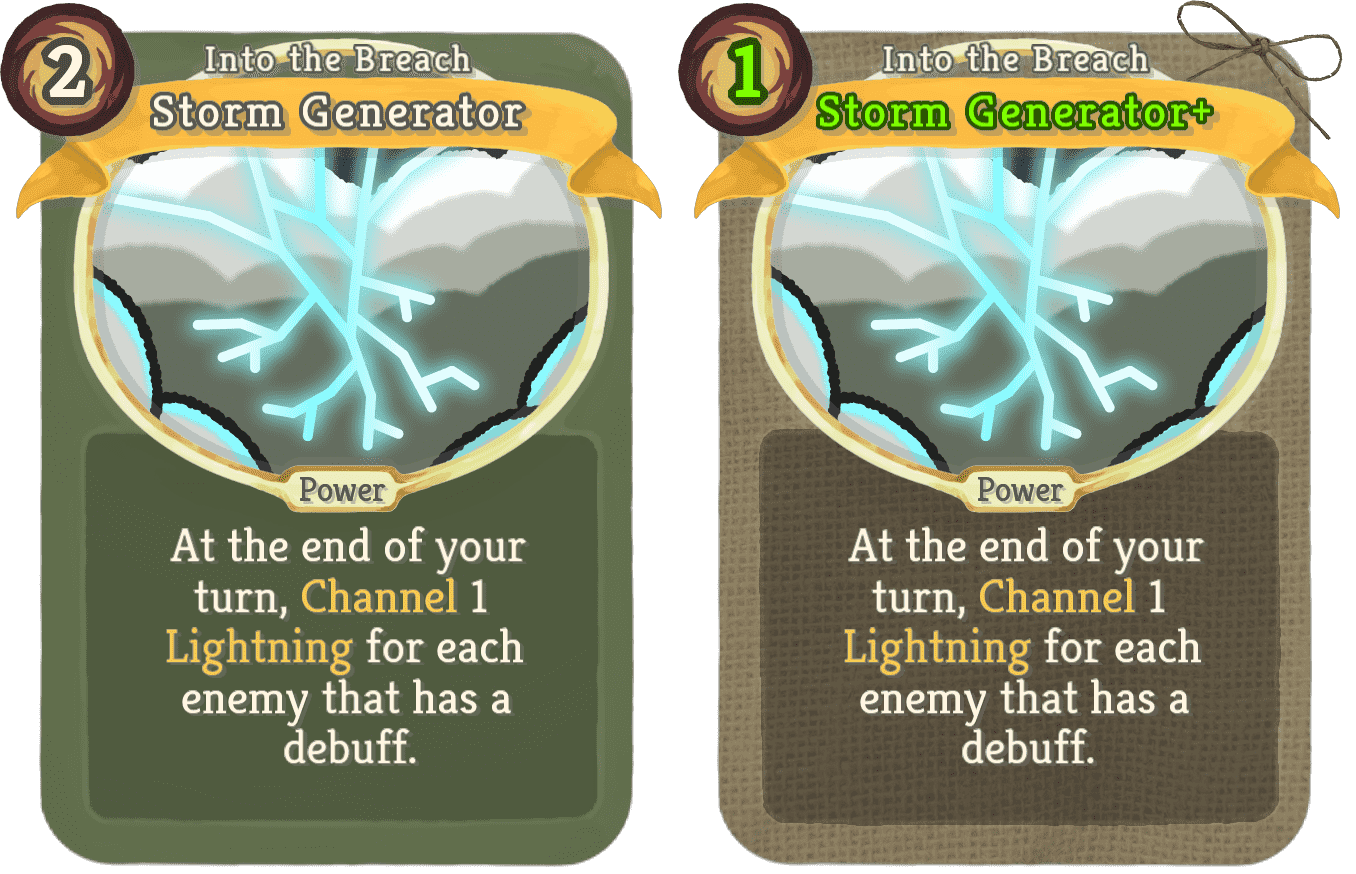 2
Into the Breach
Storm Generator
Power
At the end of your
turn, Channel 1
Lightning for each
enemy that has a
debuff.
1
Into the Breach
Storm Generator+
Power
At the end of your
turn, Channel 1
Lightning for each
enemy that has a
debuff.